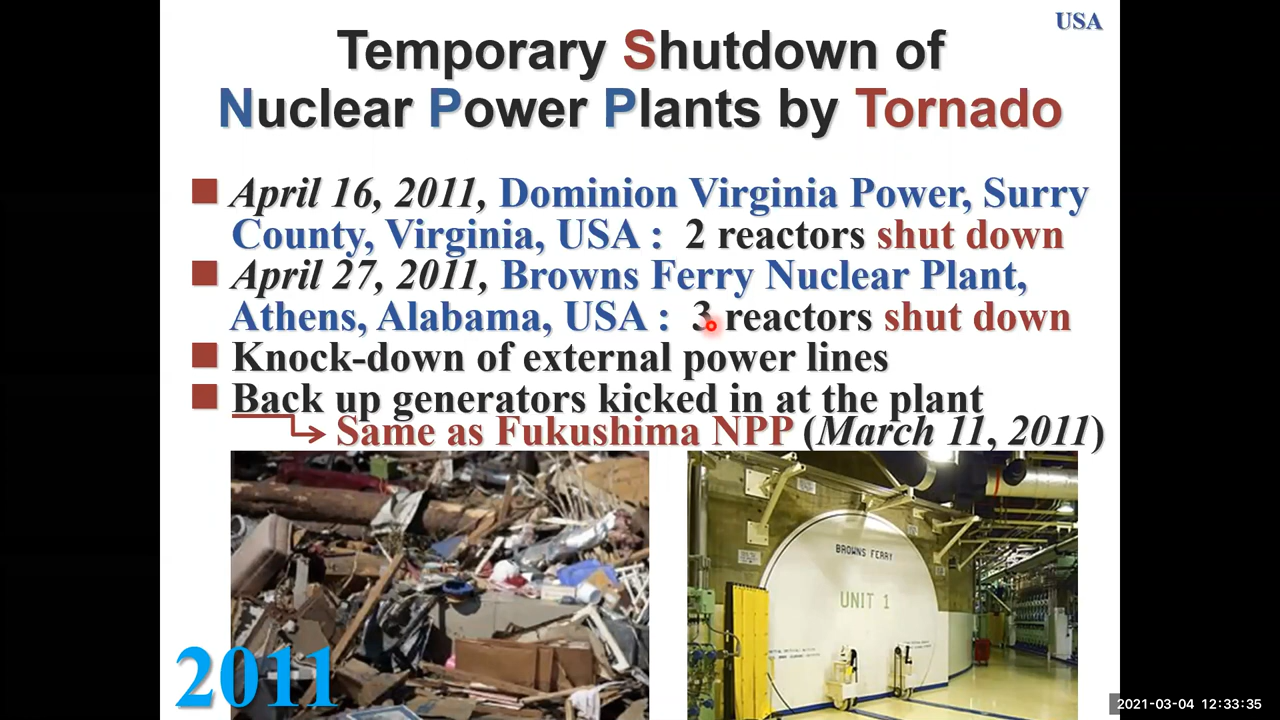 USA
Temporary Shutdown of
Nuclear Power Plants by Tornado
April 16, 2011, Dominion Virginia Power, Surry
County, Virginia, USA : 2 reactors shut down
April 27, 2011, Browns Ferry Nuclear Plant,
Athens, Alabama, USA : 3 reactors shut down
Knock-down of external power lines
Back up generators kicked in at the plant
Same as Fukushima NPP (March 11, 2011)
BROWNS FERRY
UNIT 1
2011
2021-03-04 12:33:35